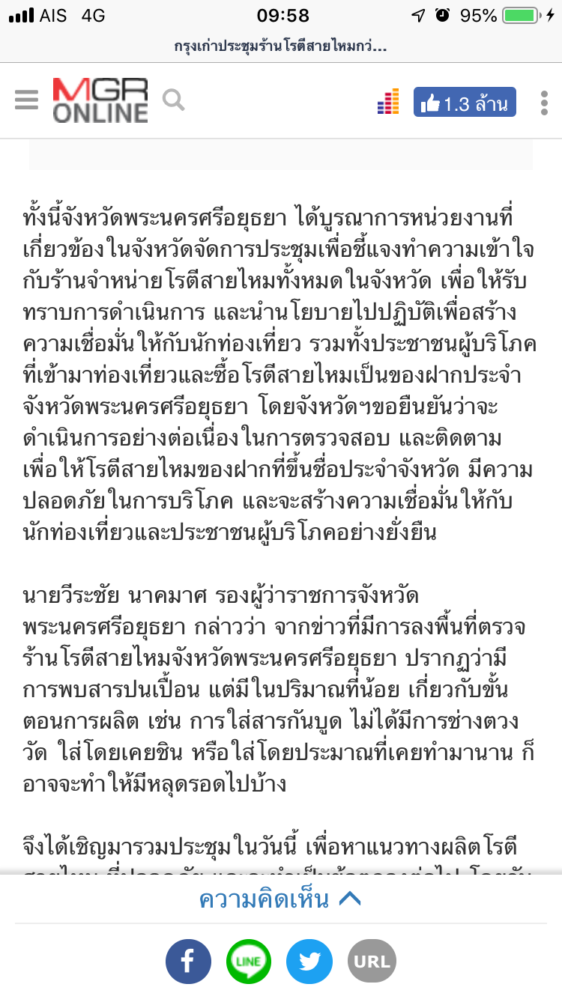 AIS 4G 09:58 95%
กรุงเก่าประชุมร้านโรตีสายไหมกว่...
MGR ONLINE 1.3 ล้าน
ทั้งนี้จังหวัดพระนครศรีอยุธยา ได้บูรณาการหน่วยงานที่
เกี่ยวข้องในจังหวัดจัดการประชุมเพื่อชี้แจงทำความเข้าใจ
กับร้านจำหน่ายโรตีสายไหมทั้งหมดในจังหวัด เพื่อให้รับ
ทราบการดำเนินการ และนำนโยบายไปปฏิบัติเพื่อสร้าง
ความเชื่อมั่นให้กับนักท่องเที่ยว รวมทั้งประชาชนผู้บริโภค
ที่เข้ามาท่องเที่ยวและซื้อโรตีสายไหมเป็นของฝากประจำ
จังหวัดพระนครศรีอยุธยา โดยจังหวัดฯขอยืนยันว่าจะ
ดำเนินการอย่างต่อเนื่องในการตรวจสอบ และติดตาม
เพื่อให้โรตีสายไหมของฝากที่ขึ้นชื่อประจำจังหวัด มีความ
ปลอดภัยในการบริโภค และจะสร้างความเชื่อมั่นให้กับ
นักท่องเที่ยวและประชาชนผู้บริโภคอย่างยั่งยืน
นายวีระชัย นาคมาศ รองผู้ว่าราชการจังหวัด
พระนครศรีอยุธยา กล่าวว่า จากข่าวที่มีการลงพื้นที่ตรวจ
ร้านโรตีสายไหมจังหวัดพระนครศรีอยุธยา ปรากฏว่ามี
การพบสารปนเปื้อน แต่มีในปริมาณที่น้อย เกี่ยวกับขั้น
ตอนการผลิต เช่น การใส่สารกันบูด ไม่ได้มีการช่างตวง
วัด ใส่โดยเคยชิน หรือใส่โดยประมาณที่เคยทำมานาน ก็
อาจจะทำให้มีหลุดรอดไปบ้าง
จึงได้เชิญมารวมประชุมในวันนี้ เพื่อหาแนวทางผลิตโรตี
ความคิดเห็น
f LINE URL